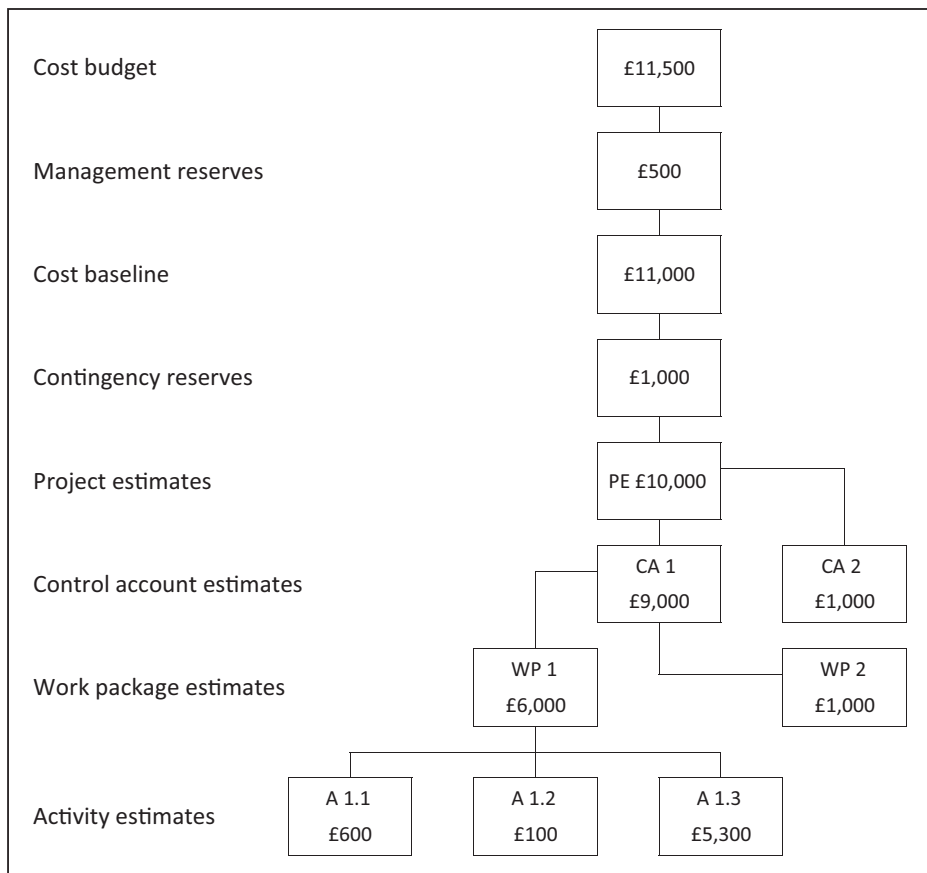 Cost budget
£11,500
Management reserves
£500
Cost baseline
£11,000
Contingency reserves
£1,000
Project estimates
PE £10,000
Control account estimates
CA 1
£9,000
CA 2
£1,000
Work package estimates
WP 1
£6,000
WP 2
£1,000
Activity estimates
A 1.1
£600
A 1.2
£100
A 1.3
£5,300